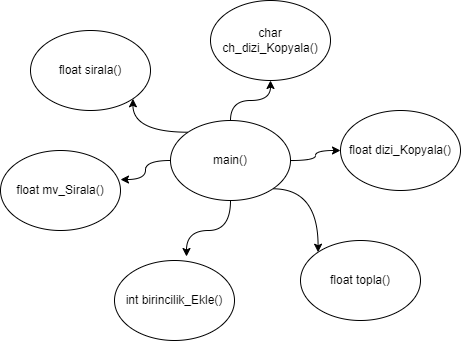 char
ch_dizi_Kopyala()
float sirala()
float dizi_Kopyala()
main()
float mv_Sirala()
float topla()
int birincilik_Ekle()